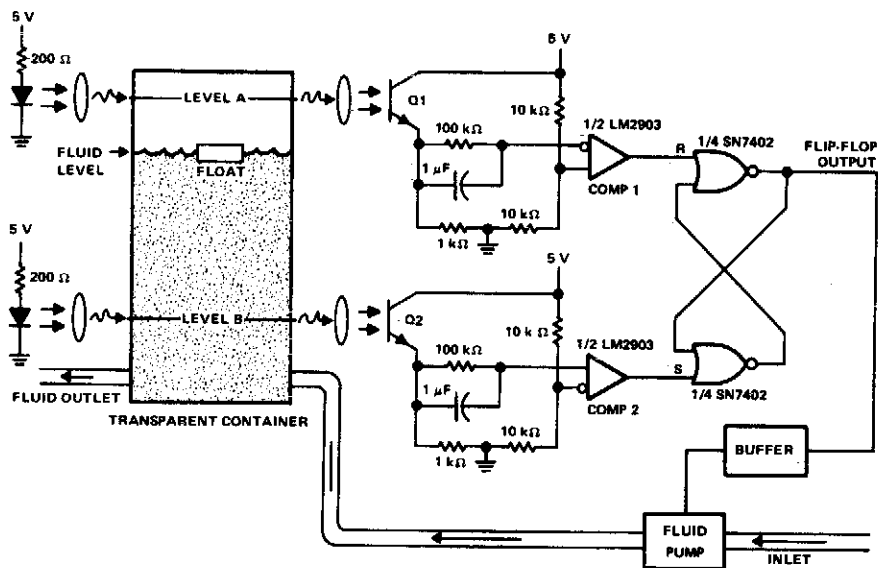 5 V
200 Ω
LEVEL A
FLUID
LEVEL
FLOAT
Q1
100 kΩ
1 μF
1 kΩ
10 kΩ
5 V
10 kΩ
1/2 LM2903
COMP 1
R
1/4 SN7402
FLIP-FLOP
OUTPUT
5 V
200 Ω
LEVEL B
Q2
100 kΩ
1 μF
1 kΩ
10 kΩ
5 V
10 kΩ
1/2 LM2903
COMP 2
S
1/4 SN7402
FLUID OUTLET
TRANSPARENT CONTAINER
BUFFER
FLUID
PUMP
INLET